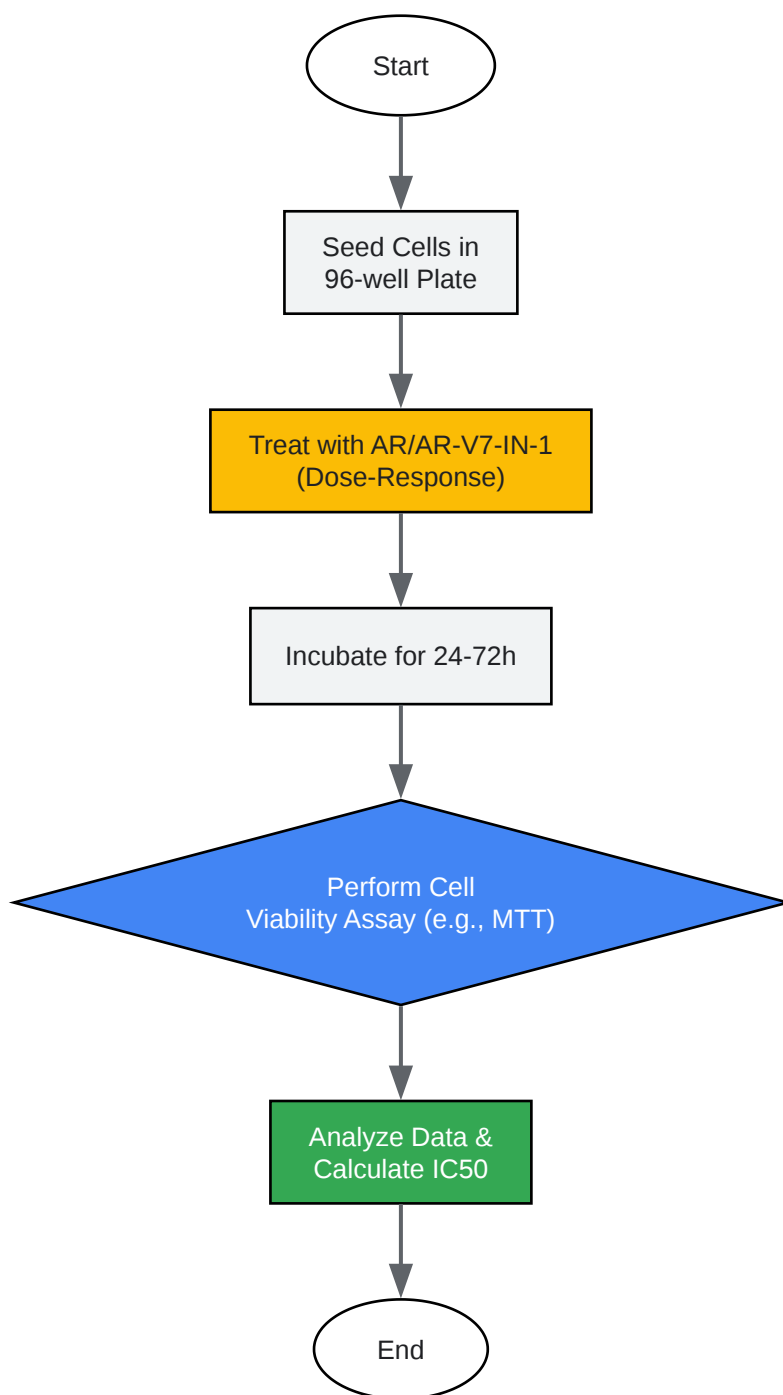 Start
Seed Cells in
96-well Plate
Treat with AR/AR-V7-IN-1
(Dose-Response)
Incubate for 24-72h
Perform Cell
Viability Assay (e.g., MTT)
Analyze Data &
Calculate IC50
End